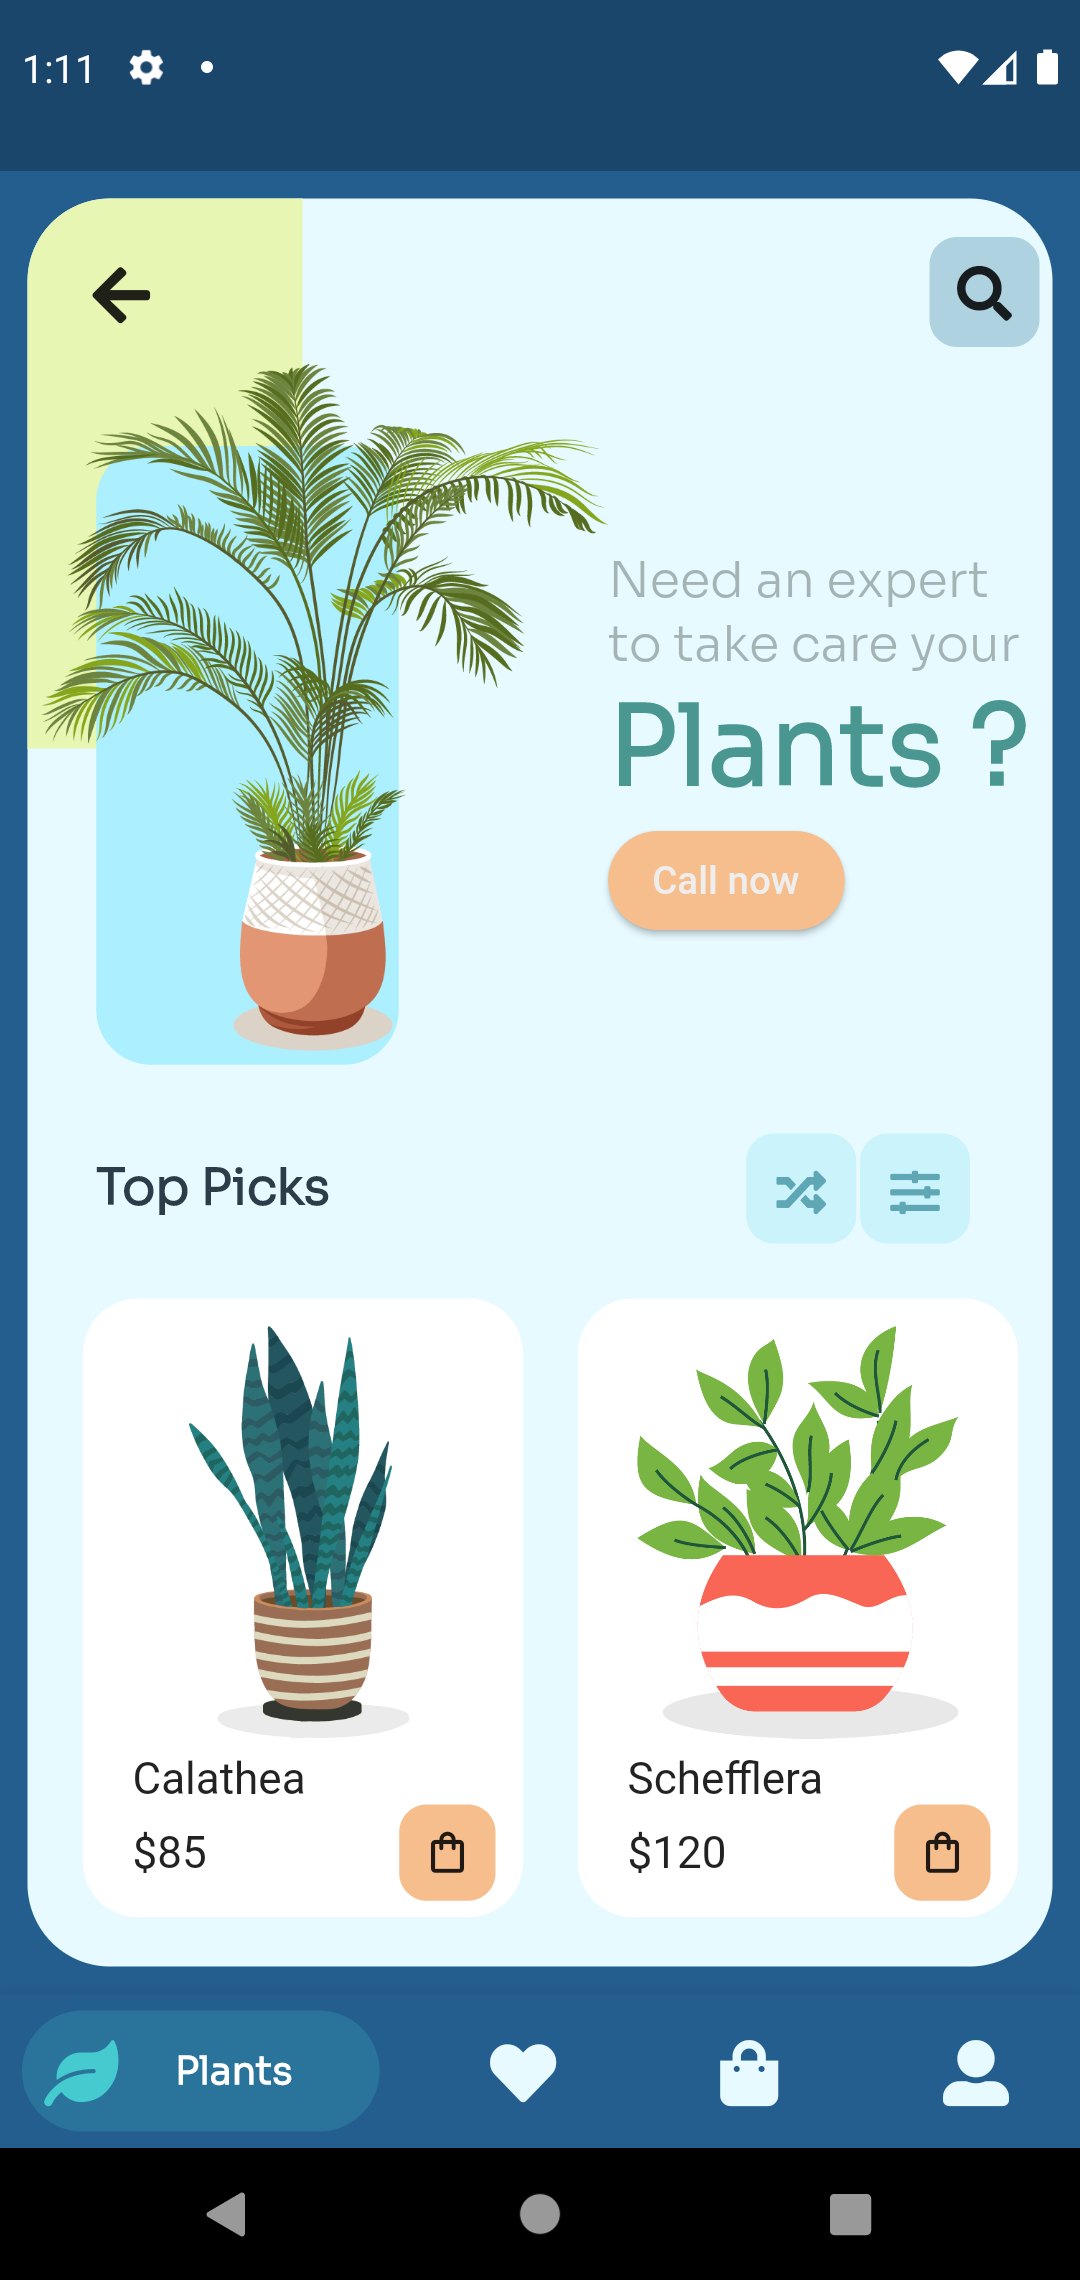 1:11
Need an expert
to take care your
Plants ?
Call now
Top Picks
Calathea
$85
Schefflera
$120
Plants